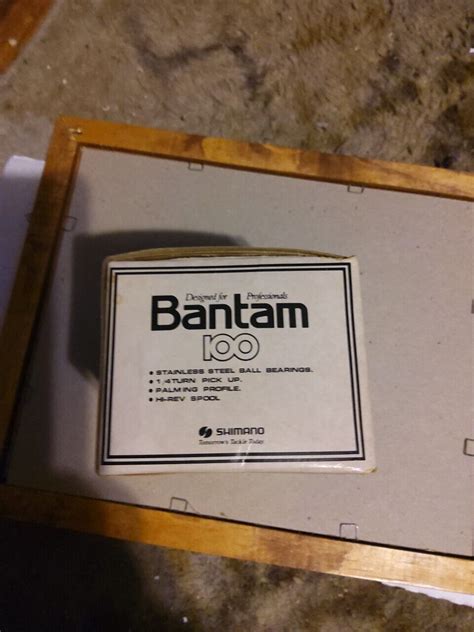 Designed for Professionals
Bantam
100
• STAINLESS STEEL BALL BEARINGS.
• 1/4 TURN PICK UP.
• PALMING PROFILE.
• HI-REV SPOOL
SHIMANO
Tomorrow's Tackle Today.